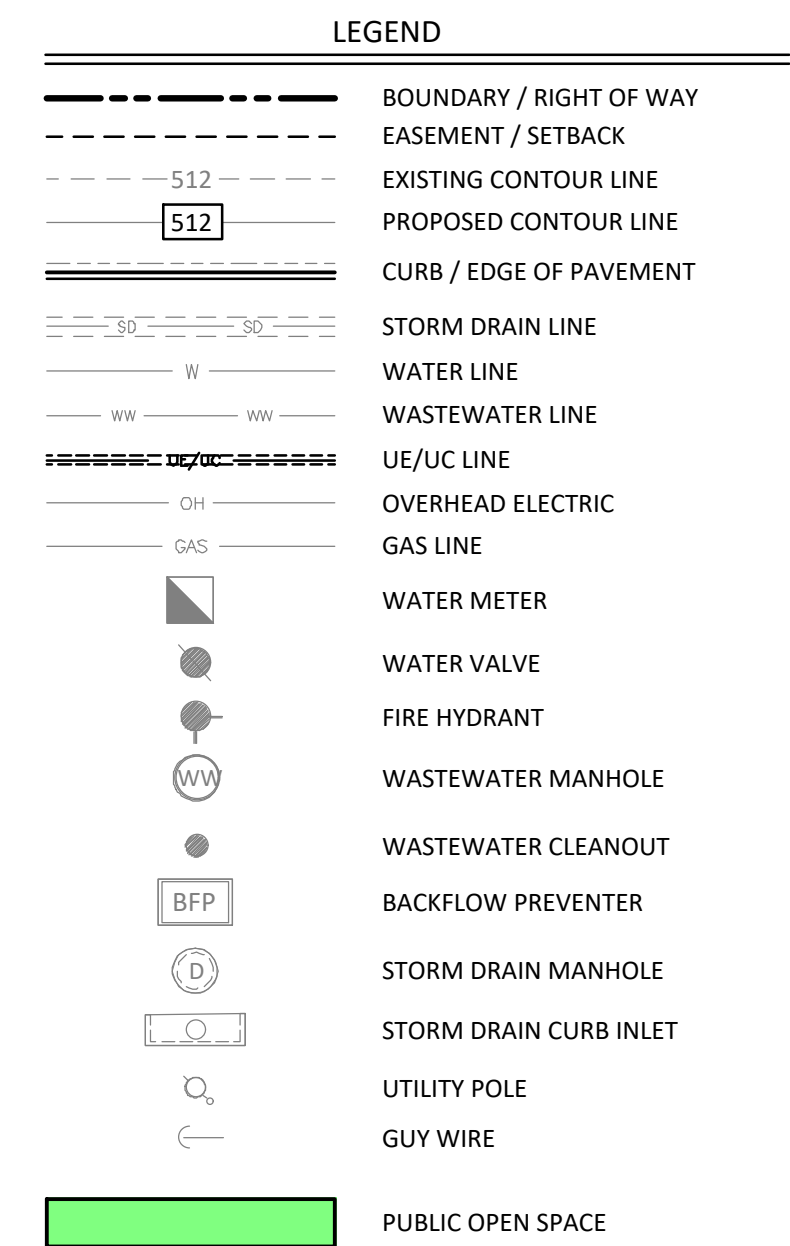 LEGEND
BOUNDARY / RIGHT OF WAY
EASEMENT / SETBACK
512 EXISTING CONTOUR LINE
512 PROPOSED CONTOUR LINE
CURB / EDGE OF PAVEMENT
SD SD STORM DRAIN LINE
W WATER LINE
WW WW WASTEWATER LINE
UE/UC UE/UC LINE
OH OVERHEAD ELECTRIC
GAS GAS LINE
WATER METER
WATER VALVE
FIRE HYDRANT
WW WASTEWATER MANHOLE
WASTEWATER CLEANOUT
BFP BACKFLOW PREVENTER
D STORM DRAIN MANHOLE
STORM DRAIN CURB INLET
UTILITY POLE
GUY WIRE
PUBLIC OPEN SPACE